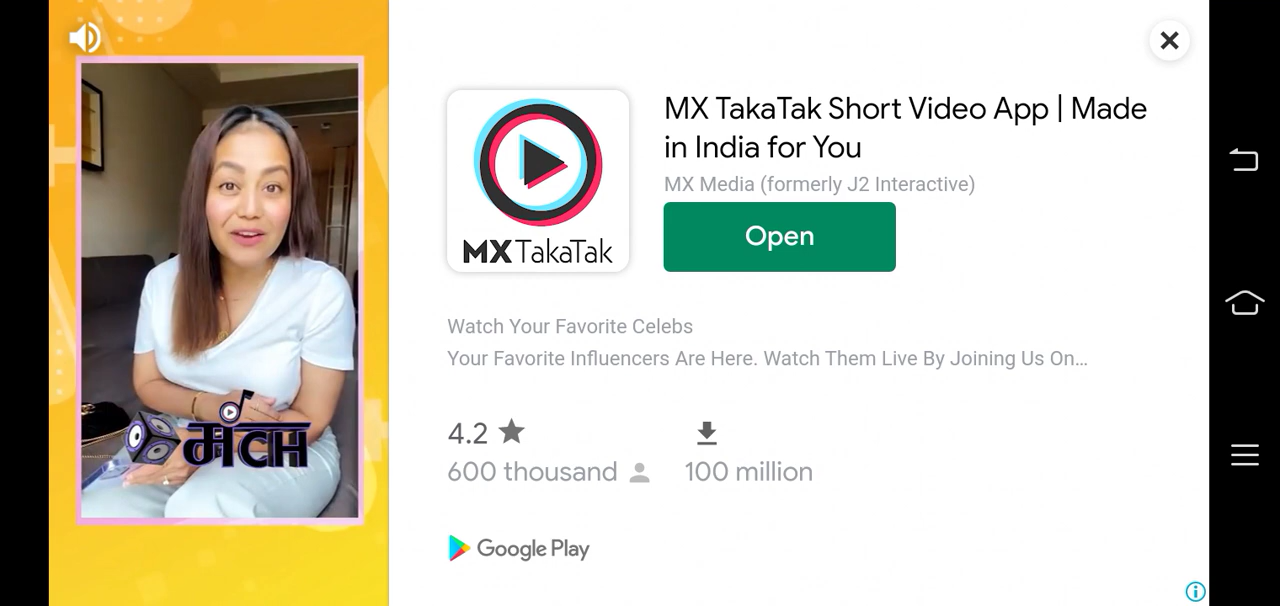 MX TakaTak Short Video App | Made
in India for You
MX Media (formerly J2 Interactive)
MX TakaTak
Open
Watch Your Favorite Celebs
Your Favorite Influencers Are Here. Watch Them Live By Joining Us On...
4.2
600 thousand
100 million
मंCH
Google Play